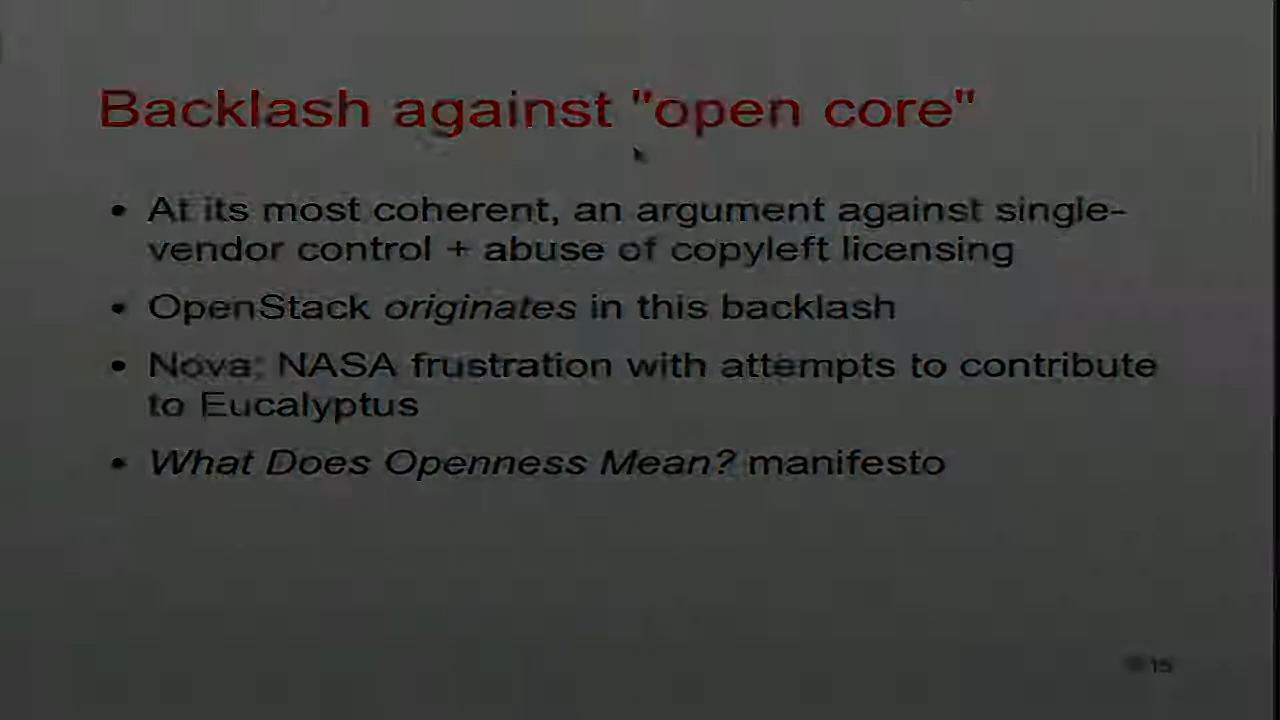 Backlash against "open core"
• At its most coherent, an argument against single-
vendor control + abuse of copyleft licensing
• OpenStack originates in this backlash
• Nova: NASA frustration with attempts to contribute
to Eucalyptus
• What Does Openness Mean? manifesto
15